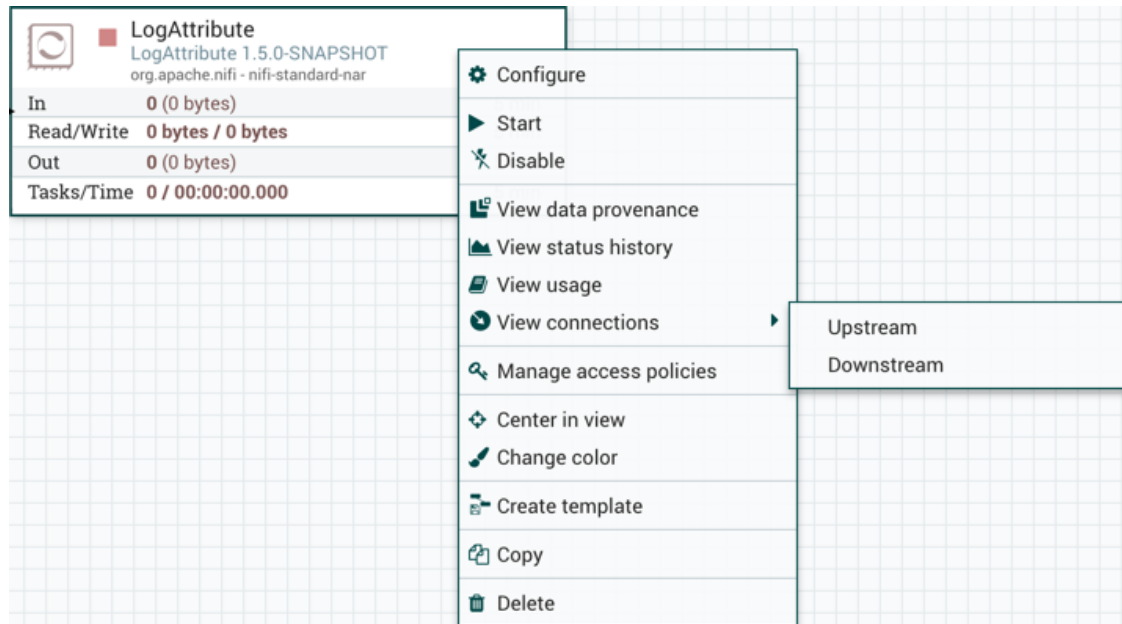 LogAttribute
LogAttribute 1.5.0-SNAPSHOT
org.apache.nifi - nifi-standard-nar
In 0 (0 bytes)
Read/Write 0 bytes / 0 bytes
Out 0 (0 bytes)
Tasks/Time 0 / 00:00:00.000
Configure
Start
Disable
View data provenance
View status history
View usage
View connections
Upstream
Downstream
Manage access policies
Center in view
Change color
Create template
Copy
Delete